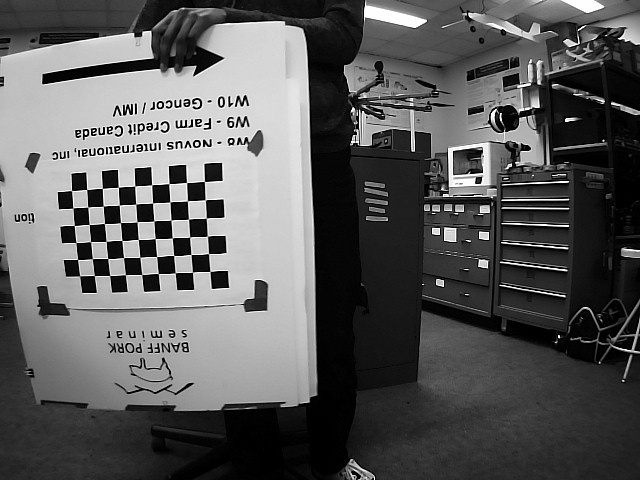 BANFF PORK
seminar
tion
W8 - Novus International, Inc
W9 - Farm Credit Canada
W10 - Gencor / IMV